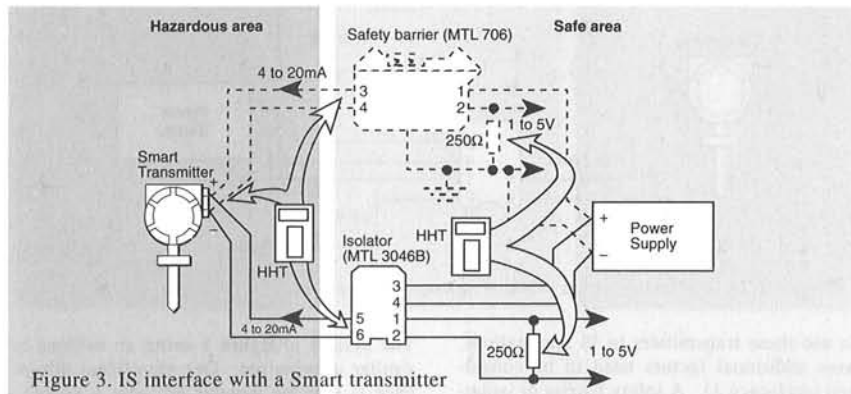 Hazardous area
Safe area
Safety barrier (MTL 706)
4 to 20mA
3
4
1
2
250Ω
1 to 5V
Smart
Transmitter
+
−
HHT
HHT
+
−
Power
Supply
Isolator
(MTL 3046B)
3
4
5
6
1
2
4 to 20mA
250Ω
1 to 5V
Figure 3. IS interface with a Smart transmitter